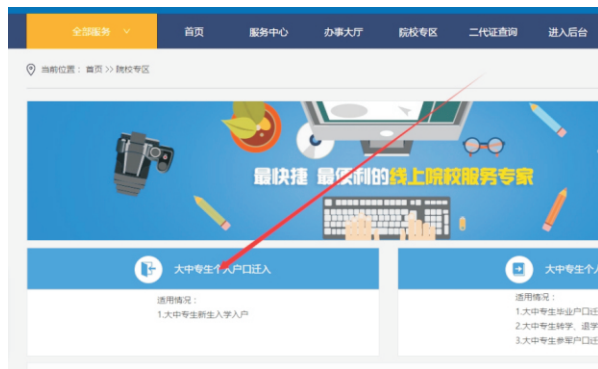 全部服务 首页 服务中心 办事大厅 院校专区 二代证查询 进入后台
当前位置： 首页 >> 院校专区
最快捷 最便利的线上院校服务专家
大中专生个人户口迁入
适用情况：
1.大中专生新生入学入户
大中专生个人
适用情况：
1.大中专生毕业户口迁
2.大中专生转学、退学
3.大中专生参军户口迁